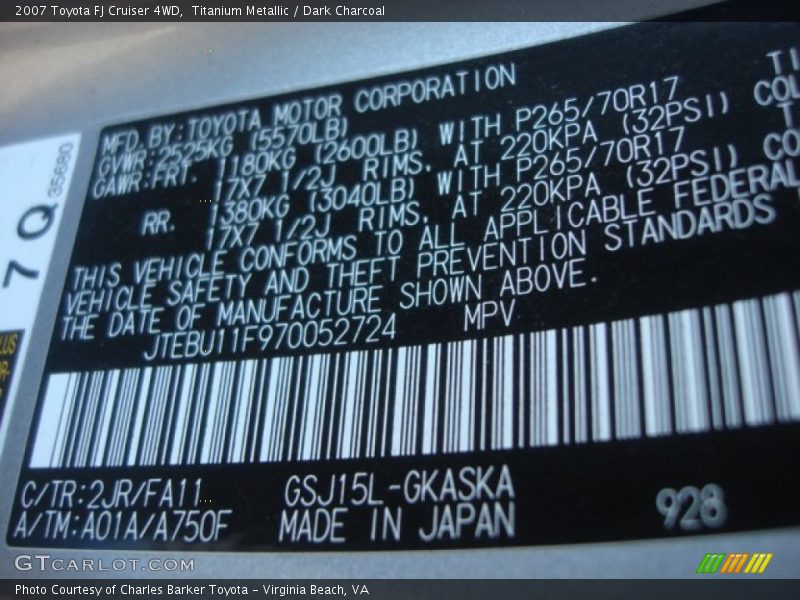 2007 Toyota FJ Cruiser 4WD, Titanium Metallic / Dark Charcoal
MFD. BY: TOYOTA MOTOR CORPORATION
GVWR: 2525KG (5570LB)
GAWR: FRT. 1180KG (2600LB) WITH P265/70R17
17X7 1/2J RIMS, AT 220KPA (32PSI) COL
RR. 1380KG (3040LB) WITH P265/70R17
17X7 1/2J RIMS, AT 220KPA (32PSI) CO
THIS VEHICLE CONFORMS TO ALL APPLICABLE FEDERAL
VEHICLE SAFETY AND THEFT PREVENTION STANDARDS
THE DATE OF MANUFACTURE SHOWN ABOVE.
JTEBU11F970052724 MPV
C/TR:2JR/FA11
A/TM:A01A/A750F
GSJ15L-GKASKA
MADE IN JAPAN
928
7 Q
35680
GTCARLOT.COM
Photo Courtesy of Charles Barker Toyota - Virginia Beach, VA